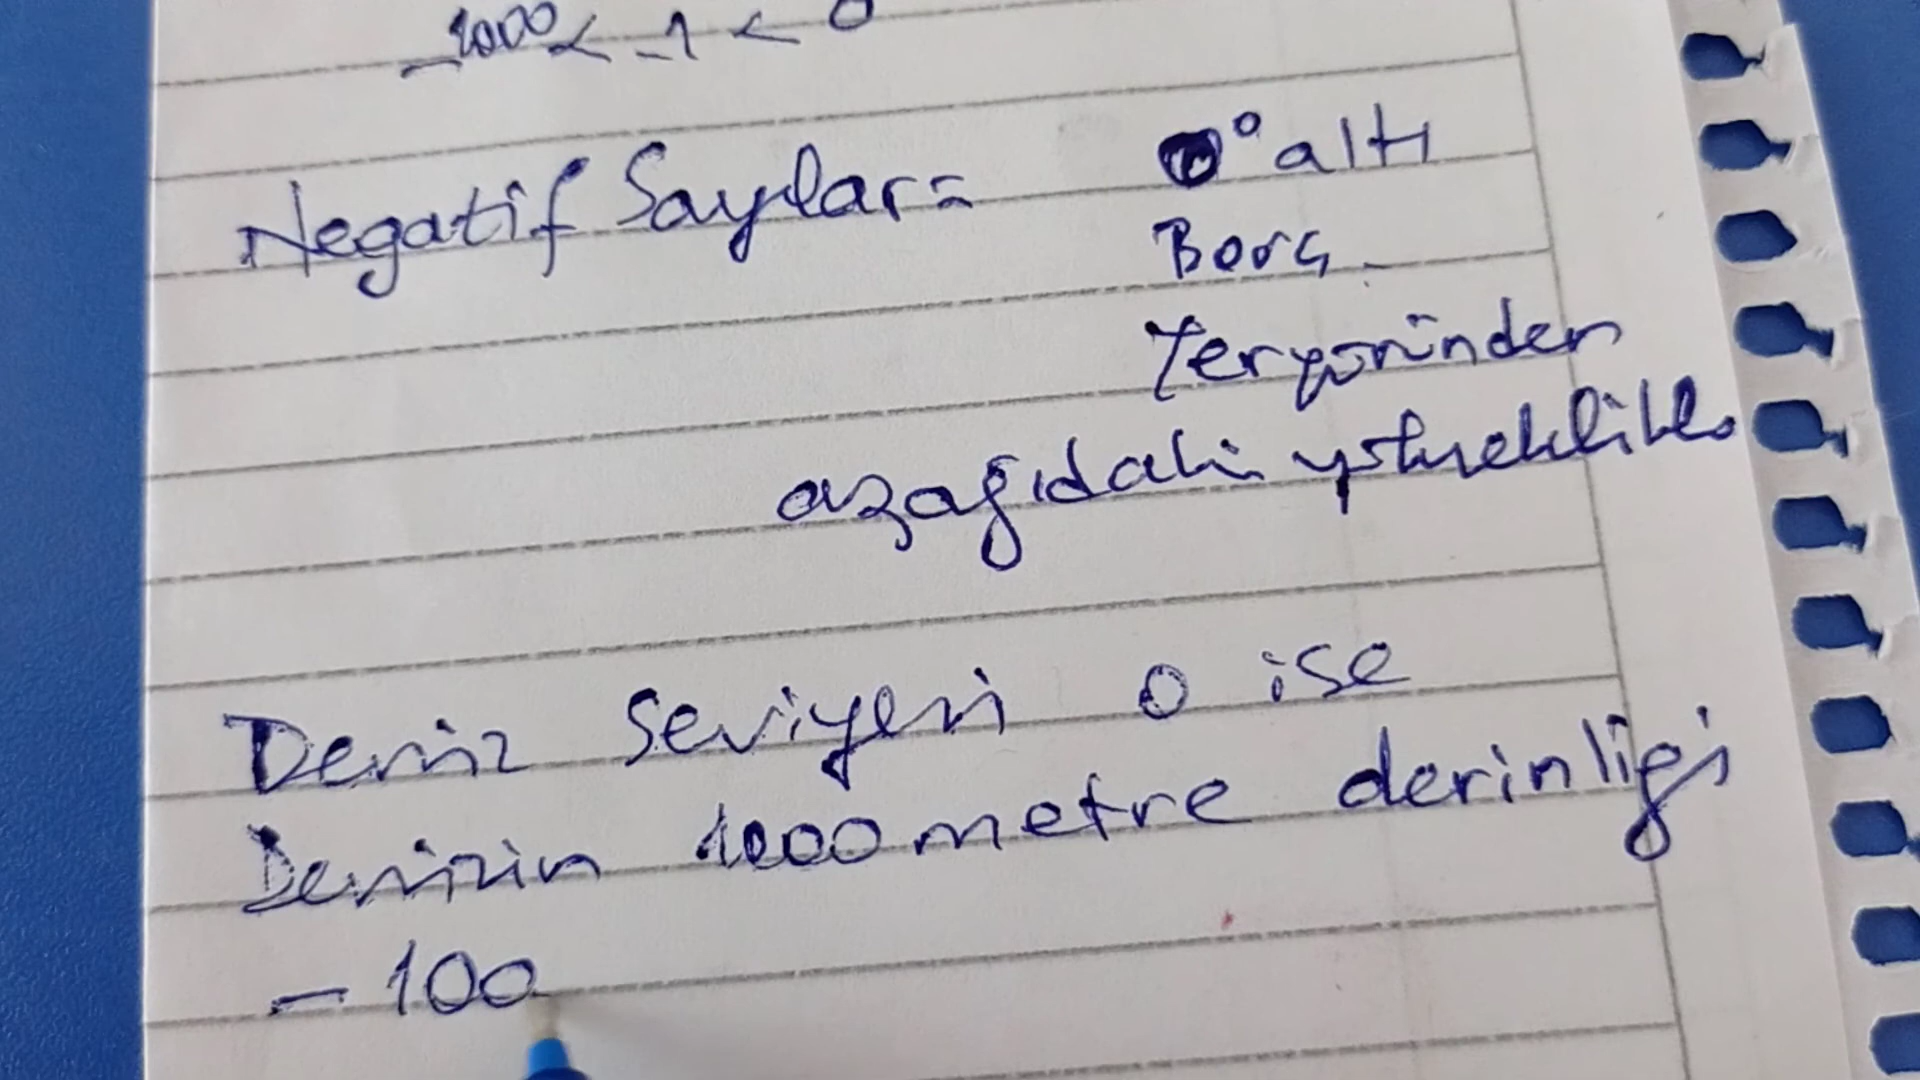 -1000 < -1 < 0
Negatif Sayılar = 0° altı
Borç
Yeryüzünden
aşağıdaki yükseklikler
Deniz Seviyesi 0 ise
Denizin 1000 metre derinliği
- 100